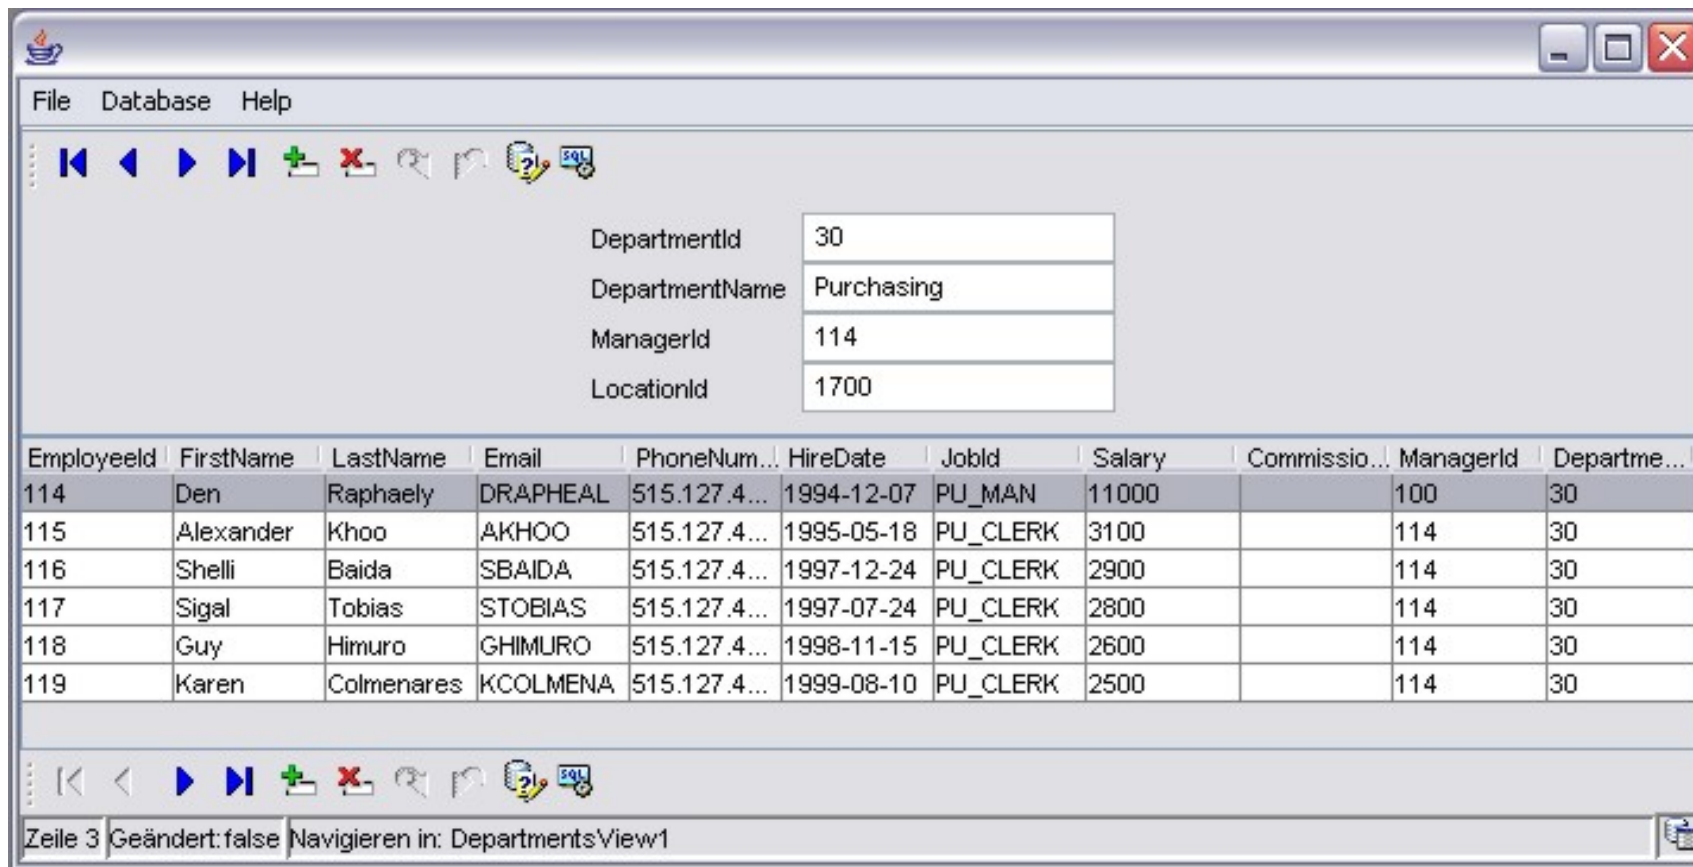 File Database Help
SQL
DepartmentId 30
DepartmentName Purchasing
ManagerId 114
LocationId 1700
EmployeeId FirstName LastName Email PhoneNum... HireDate JobId Salary Commissio... ManagerId Departme...
114 Den Raphaely DRAPHEAL 515.127.4... 1994-12-07 PU_MAN 11000 100 30
115 Alexander Khoo AKHOO 515.127.4... 1995-05-18 PU_CLERK 3100 114 30
116 Shelli Baida SBAIDA 515.127.4... 1997-12-24 PU_CLERK 2900 114 30
117 Sigal Tobias STOBIAS 515.127.4... 1997-07-24 PU_CLERK 2800 114 30
118 Guy Himuro GHIMURO 515.127.4... 1998-11-15 PU_CLERK 2600 114 30
119 Karen Colmenares KCOLMENA 515.127.4... 1999-08-10 PU_CLERK 2500 114 30
SQL
Zeile 3 Geändert:false Navigieren in: DepartmentsView1